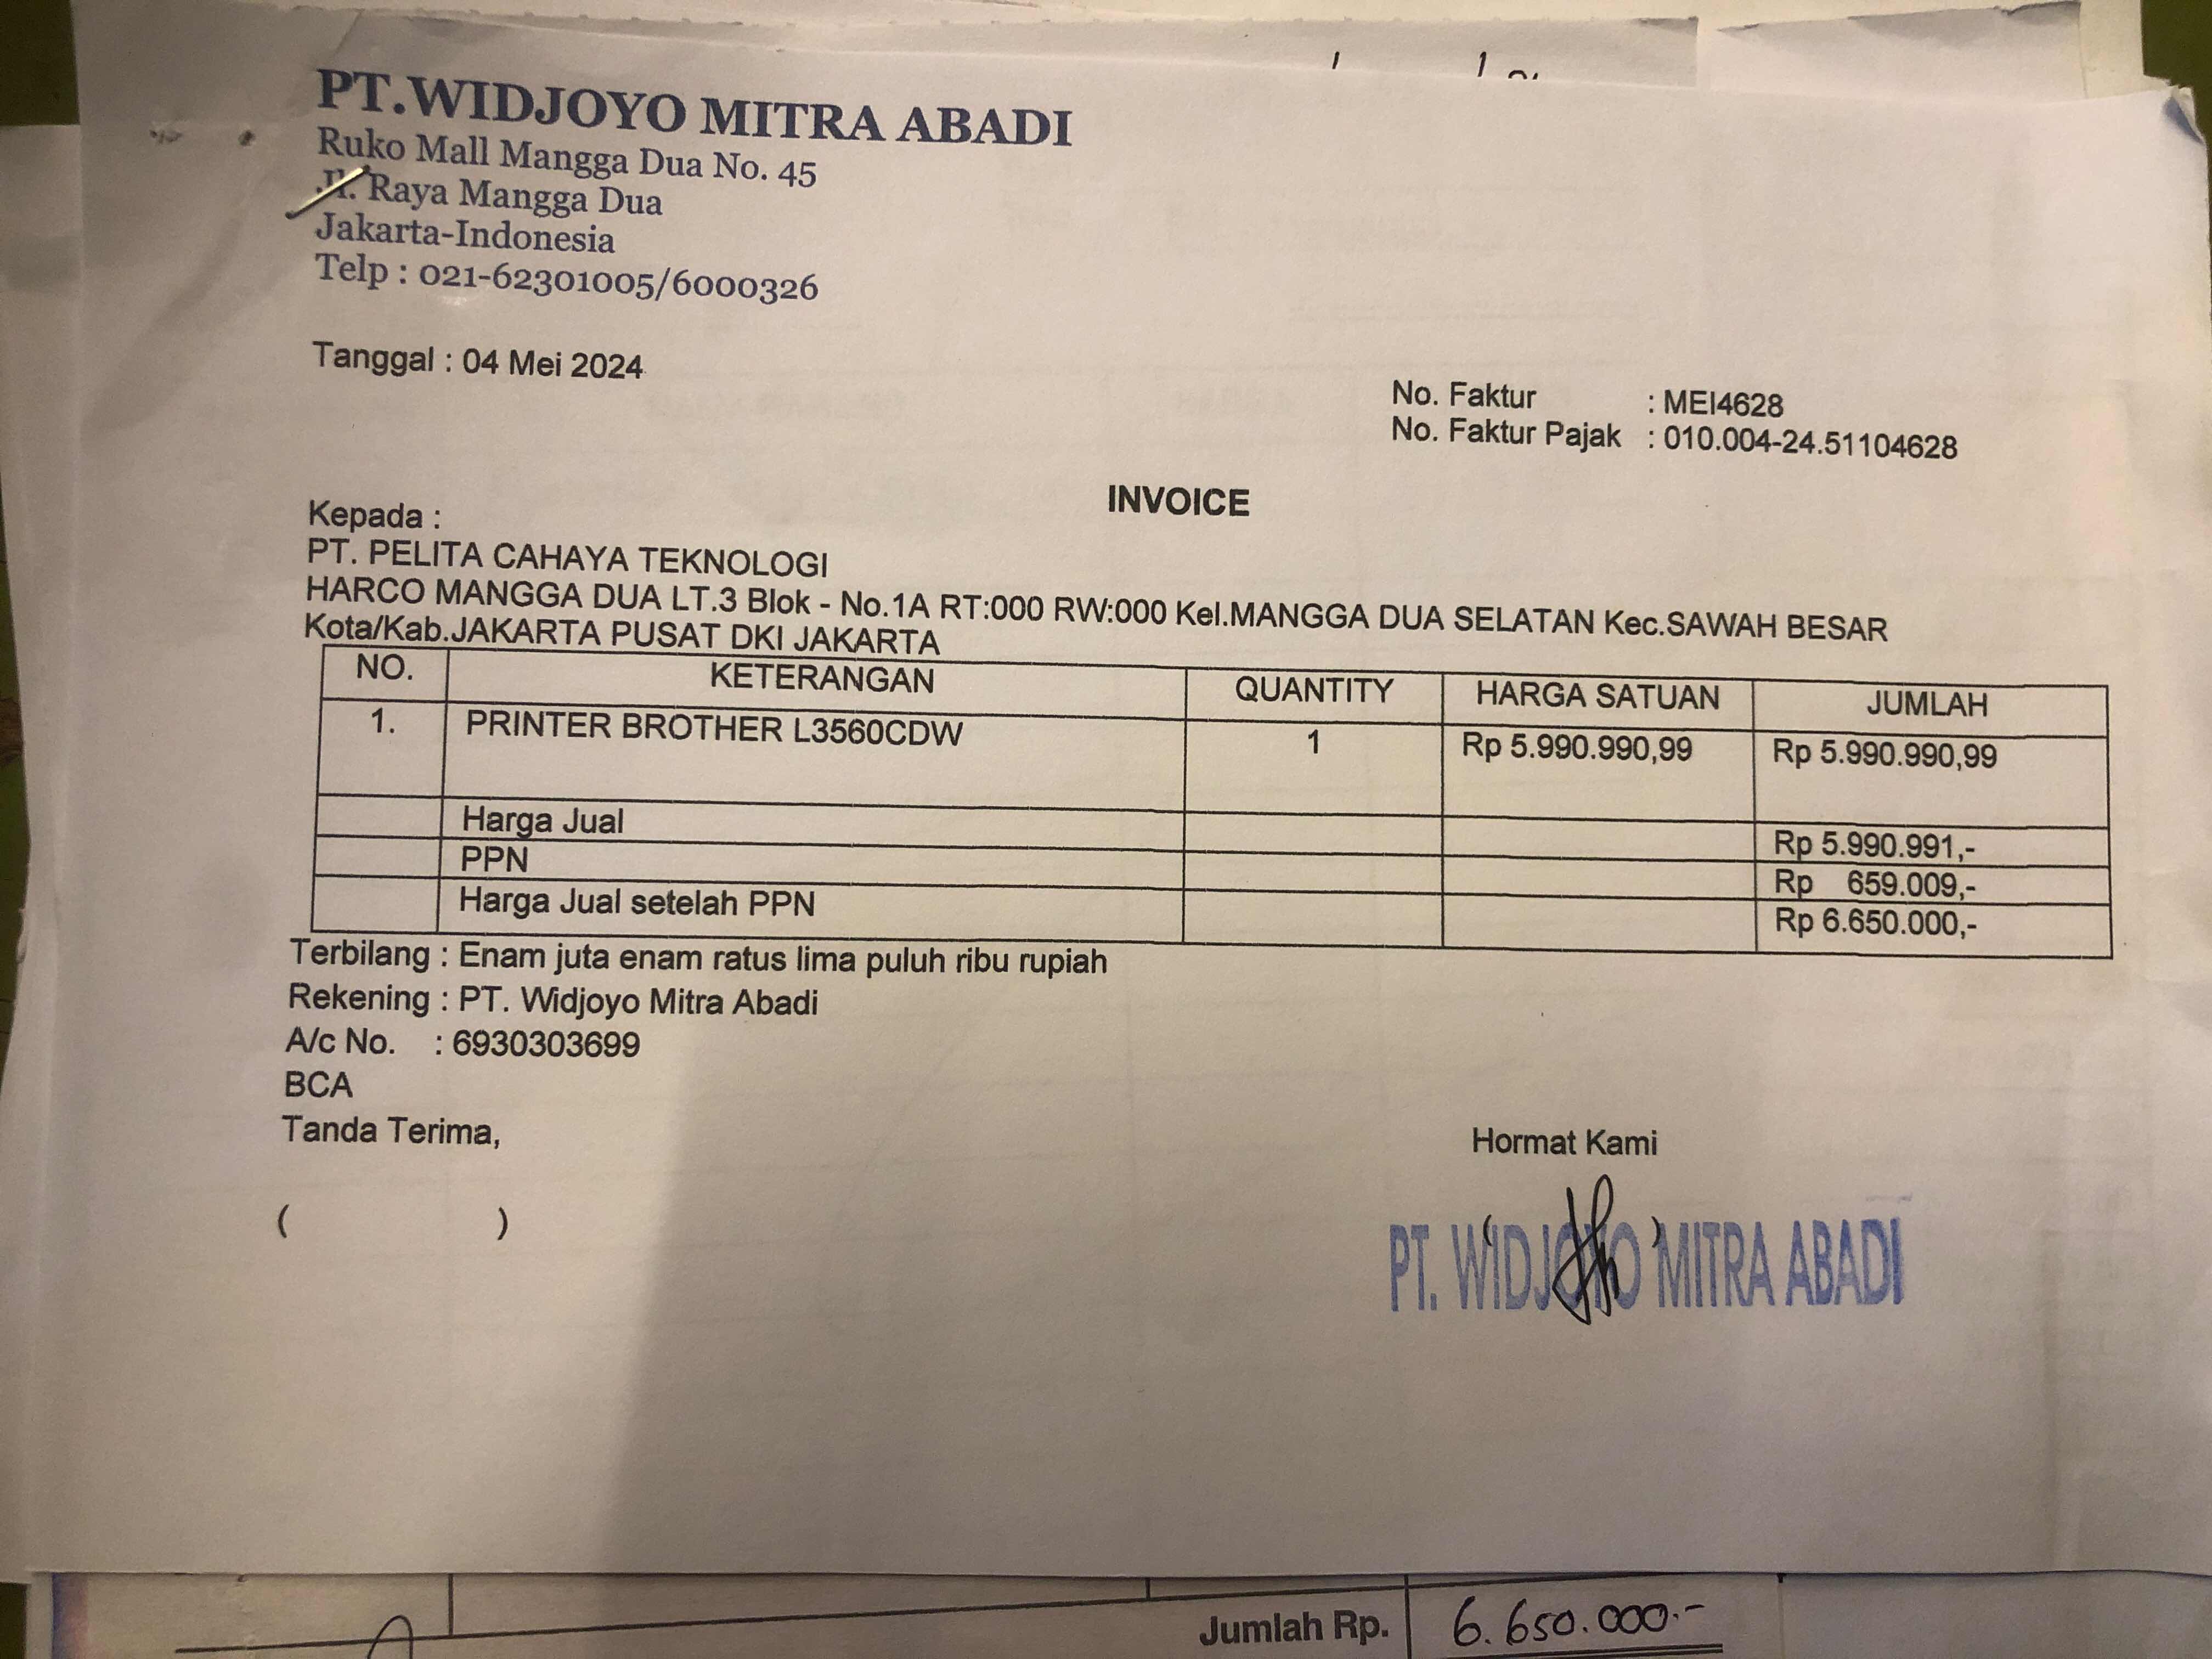 PT.WIDJOYO MITRA ABADI
Ruko Mall Mangga Dua No. 45
Jl. Raya Mangga Dua
Jakarta-Indonesia
Telp : 021-62301005/6000326
Tanggal : 04 Mei 2024
No. Faktur : MEI4628
No. Faktur Pajak : 010.004-24.51104628
INVOICE
Kepada :
PT. PELITA CAHAYA TEKNOLOGI
HARCO MANGGA DUA LT.3 Blok - No.1A RT:000 RW:000 Kel.MANGGA DUA SELATAN Kec.SAWAH BESAR
Kota/Kab.JAKARTA PUSAT DKI JAKARTA
NO. KETERANGAN QUANTITY HARGA SATUAN JUMLAH
1. PRINTER BROTHER L3560CDW 1 Rp 5.990.990,99 Rp 5.990.990,99
Harga Jual Rp 5.990.991,-
PPN Rp 659.009,-
Harga Jual setelah PPN Rp 6.650.000,-
Terbilang : Enam juta enam ratus lima puluh ribu rupiah
Rekening : PT. Widjoyo Mitra Abadi
A/c No. : 6930303699
BCA
Tanda Terima,
Hormat Kami
( )
PT. WIDJOYO MITRA ABADI
Jumlah Rp. 6.650.000.-